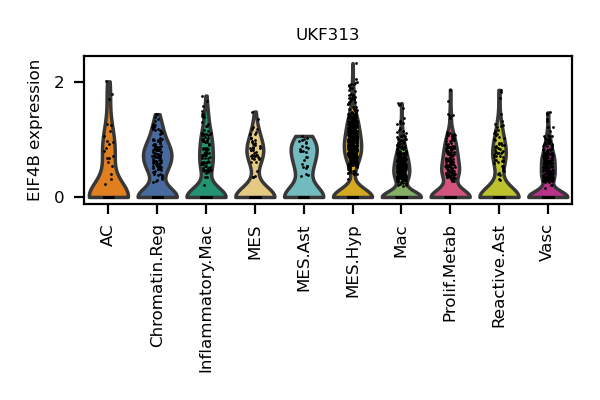 UKF313
EIF4B expression
2
0
AC
Chromatin.Reg
Inflammatory.Mac
MES
MES.Ast
MES.Hyp
Mac
Prolif.Metab
Reactive.Ast
Vasc